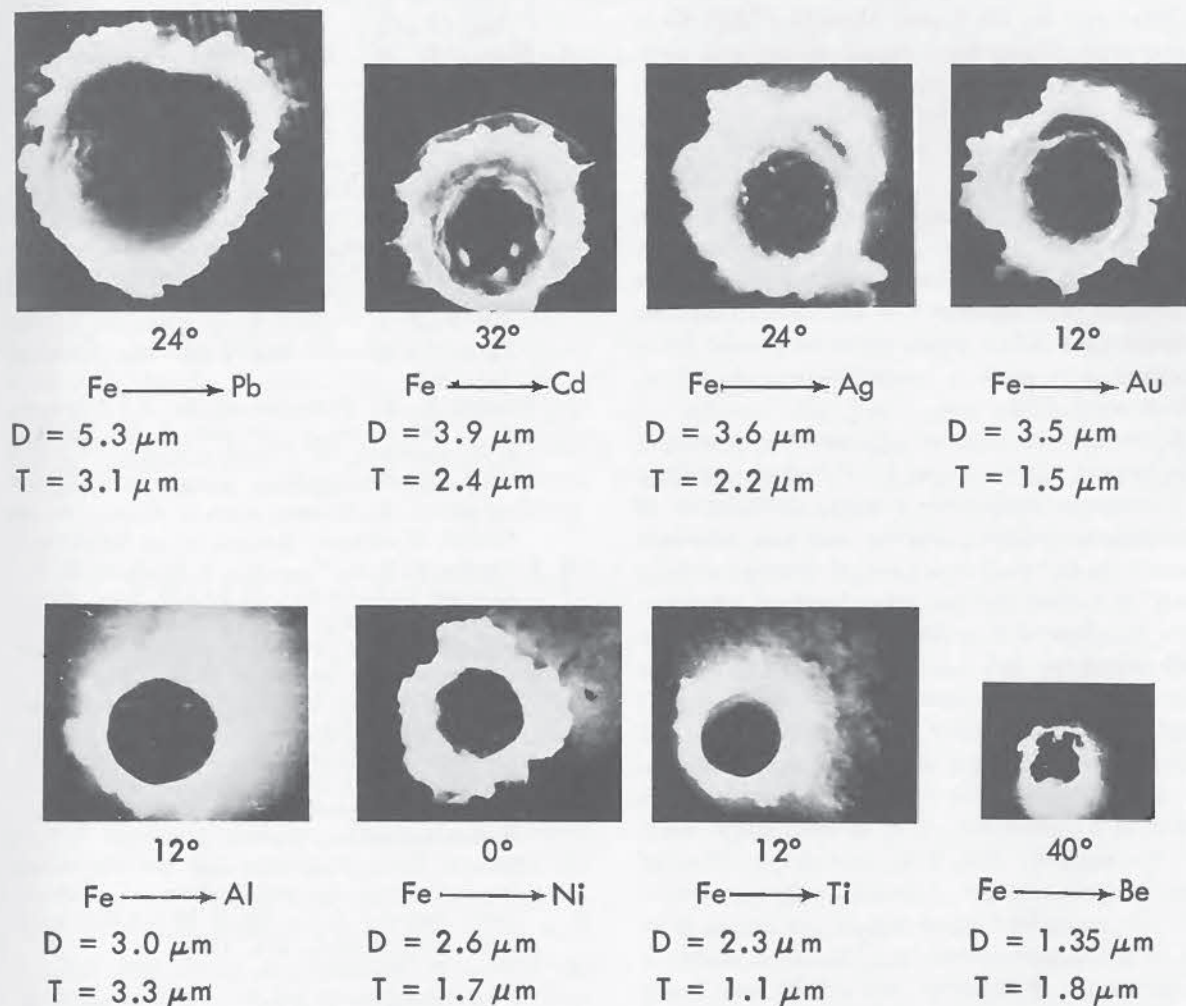 24°
Fe → Pb
D = 5.3 μm
T = 3.1 μm
32°
Fe → Cd
D = 3.9 μm
T = 2.4 μm
24°
Fe → Ag
D = 3.6 μm
T = 2.2 μm
12°
Fe → Au
D = 3.5 μm
T = 1.5 μm
12°
Fe → Al
D = 3.0 μm
T = 3.3 μm
0°
Fe → Ni
D = 2.6 μm
T = 1.7 μm
12°
Fe → Ti
D = 2.3 μm
T = 1.1 μm
40°
Fe → Be
D = 1.35 μm
T = 1.8 μm